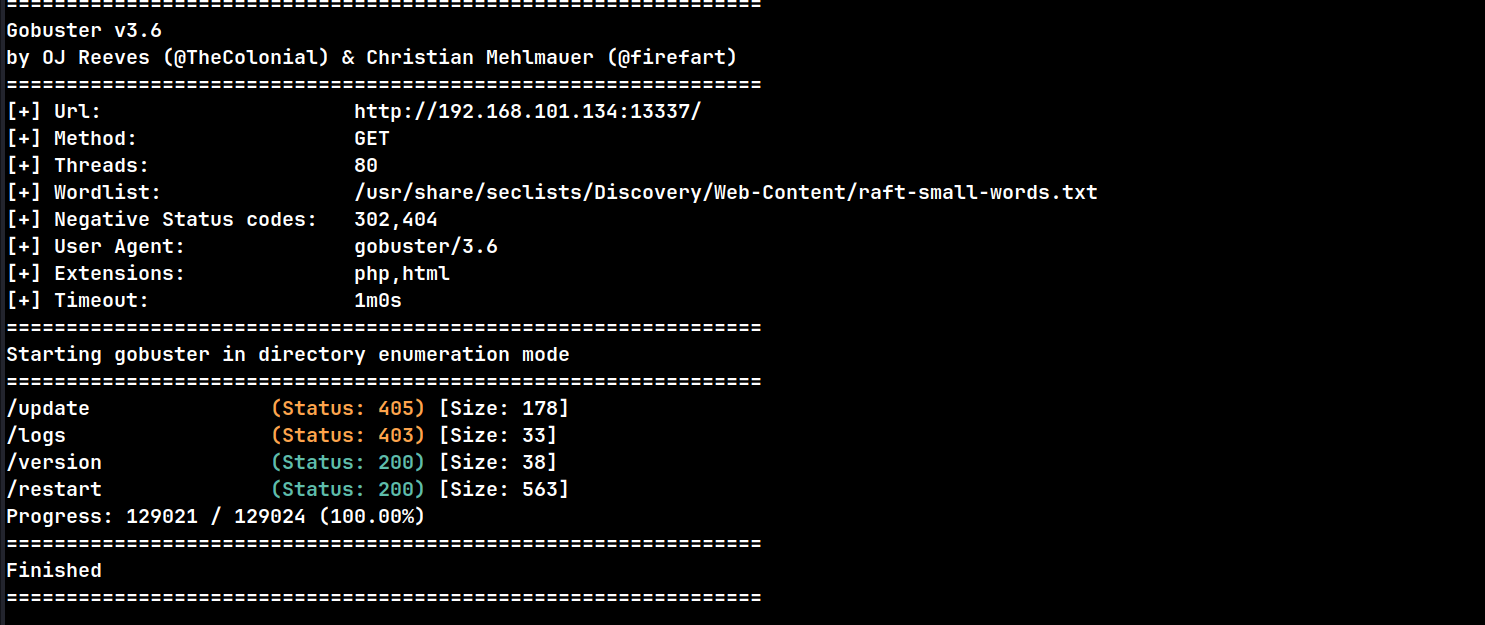 ===============================================================
Gobuster v3.6
by OJ Reeves (@TheColonial) & Christian Mehlmauer (@firefart)
===============================================================
[+] Url:                     http://192.168.101.134:13337/
[+] Method:                  GET
[+] Threads:                 80
[+] Wordlist:                /usr/share/seclists/Discovery/Web-Content/raft-small-words.txt
[+] Negative Status codes:   302,404
[+] User Agent:              gobuster/3.6
[+] Extensions:              php,html
[+] Timeout:                 1m0s
===============================================================
Starting gobuster in directory enumeration mode
===============================================================
/update               (Status: 405) [Size: 178]
/logs                 (Status: 403) [Size: 33]
/version              (Status: 200) [Size: 38]
/restart              (Status: 200) [Size: 563]
Progress: 129021 / 129024 (100.00%)
===============================================================
Finished
===============================================================